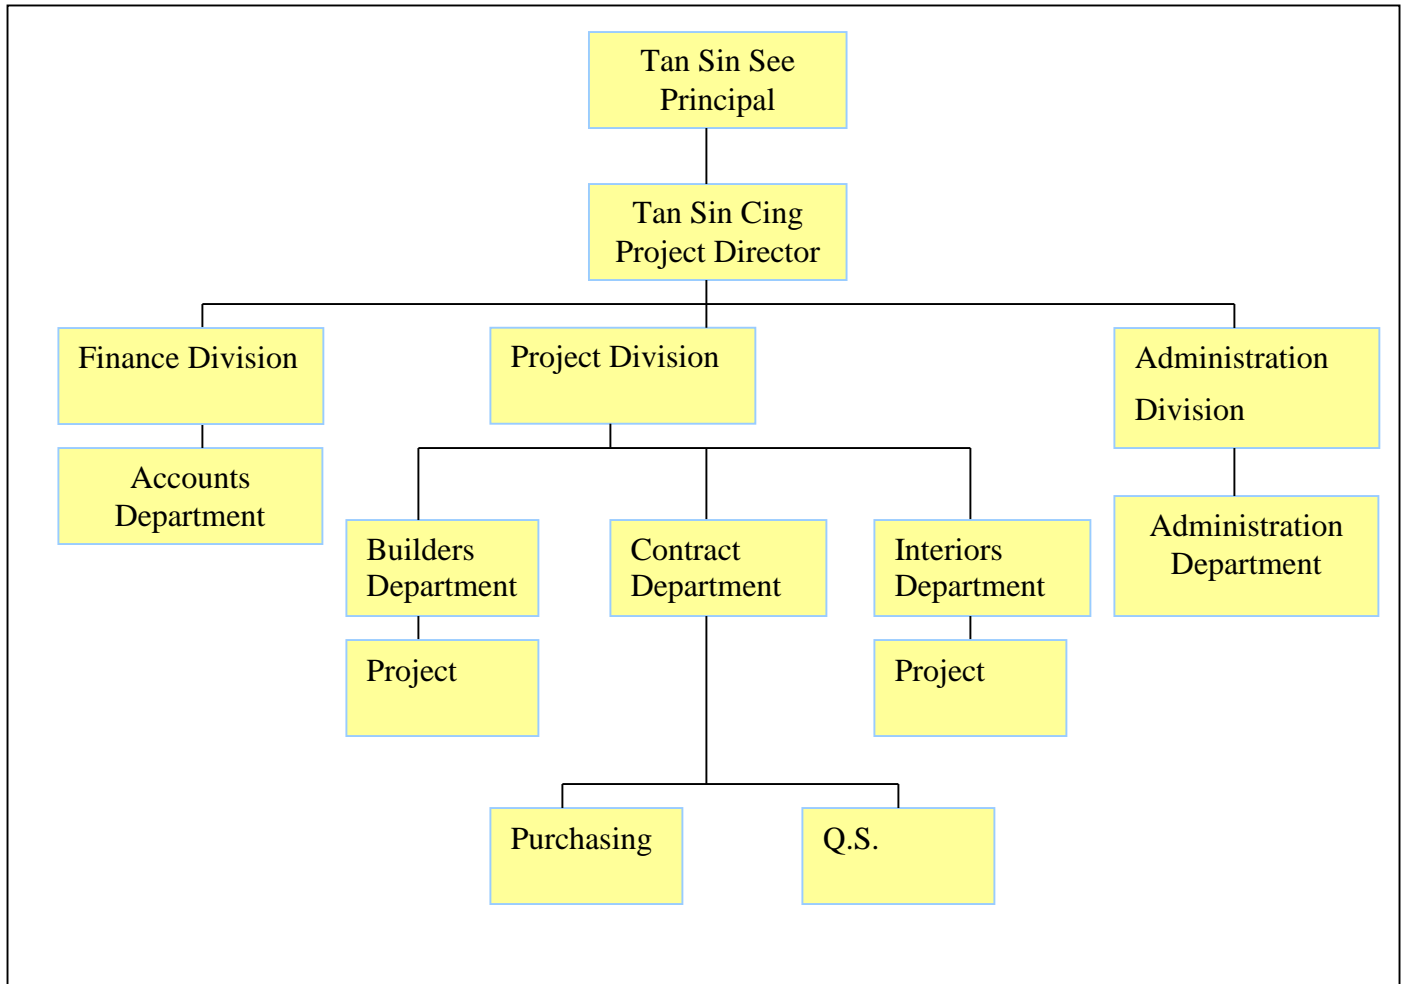 Tan Sin See
Principal
Tan Sin Cing
Project Director
Finance Division
Project Division
Administration
Division
Accounts
Department
Builders
Department
Contract
Department
Interiors
Department
Administration
Department
Project
Project
Purchasing
Q.S.